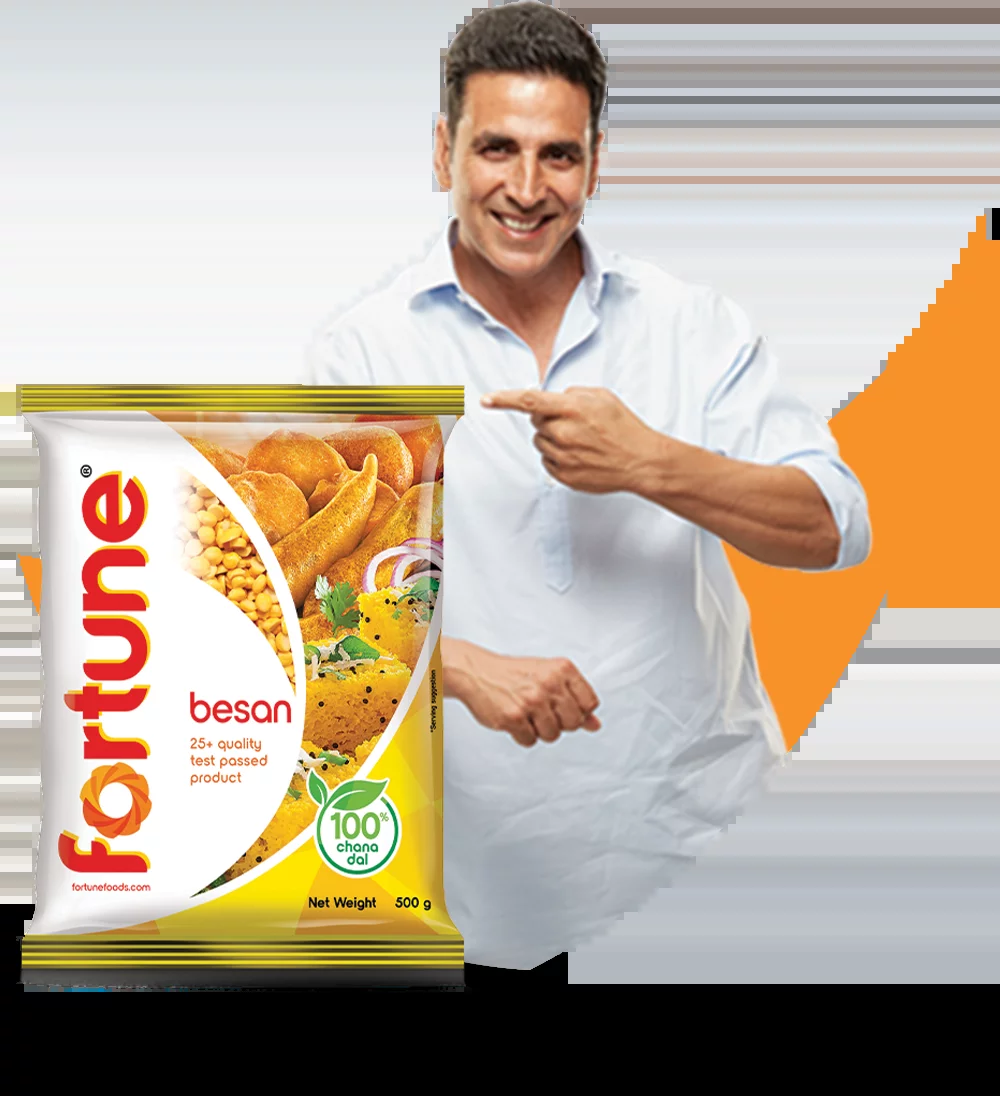 fortune®
fortunefoods.com
besan
25+ quality
test passed
product
*Serving suggestion
100%
chana
dal
Net Weight 500 g